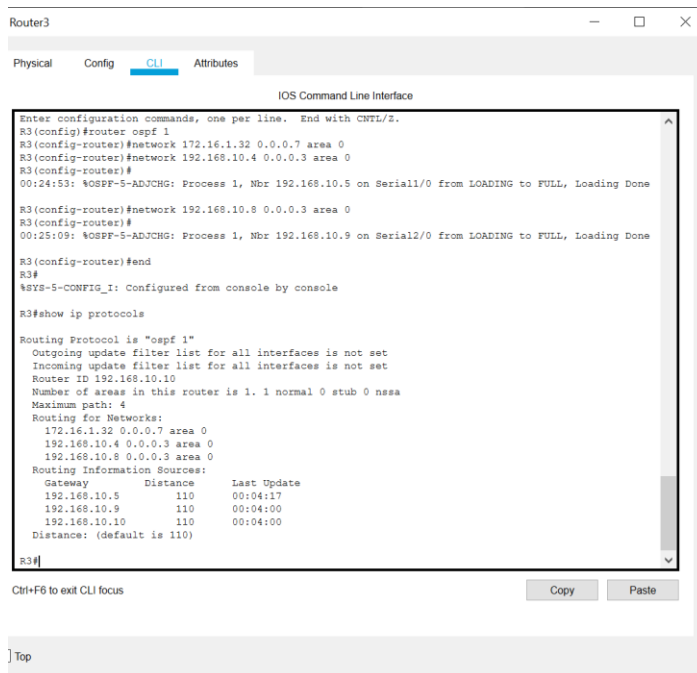 Router3
Physical Config CLI Attributes
IOS Command Line Interface
Enter configuration commands, one per line. End with CNTL/Z.
R3(config)#router ospf 1
R3(config-router)#network 172.16.1.32 0.0.0.7 area 0
R3(config-router)#network 192.168.10.4 0.0.0.3 area 0
R3(config-router)#
00:24:53: %OSPF-5-ADJCHG: Process 1, Nbr 192.168.10.5 on Serial1/0 from LOADING to FULL, Loading Done
R3(config-router)#network 192.168.10.8 0.0.0.3 area 0
R3(config-router)#
00:25:09: %OSPF-5-ADJCHG: Process 1, Nbr 192.168.10.9 on Serial2/0 from LOADING to FULL, Loading Done
R3(config-router)#end
R3#
%SYS-5-CONFIG_I: Configured from console by console
R3#show ip protocols
Routing Protocol is "ospf 1"
Outgoing update filter list for all interfaces is not set
Incoming update filter list for all interfaces is not set
Router ID 192.168.10.10
Number of areas in this router is 1. 1 normal 0 stub 0 nssa
Maximum path: 4
Routing for Networks:
172.16.1.32 0.0.0.7 area 0
192.168.10.4 0.0.0.3 area 0
192.168.10.8 0.0.0.3 area 0
Routing Information Sources:
Gateway Distance Last Update
192.168.10.5 110 00:04:17
192.168.10.9 110 00:04:00
192.168.10.10 110 00:04:00
Distance: (default is 110)
R3#
Ctrl+F6 to exit CLI focus
Copy Paste
Top